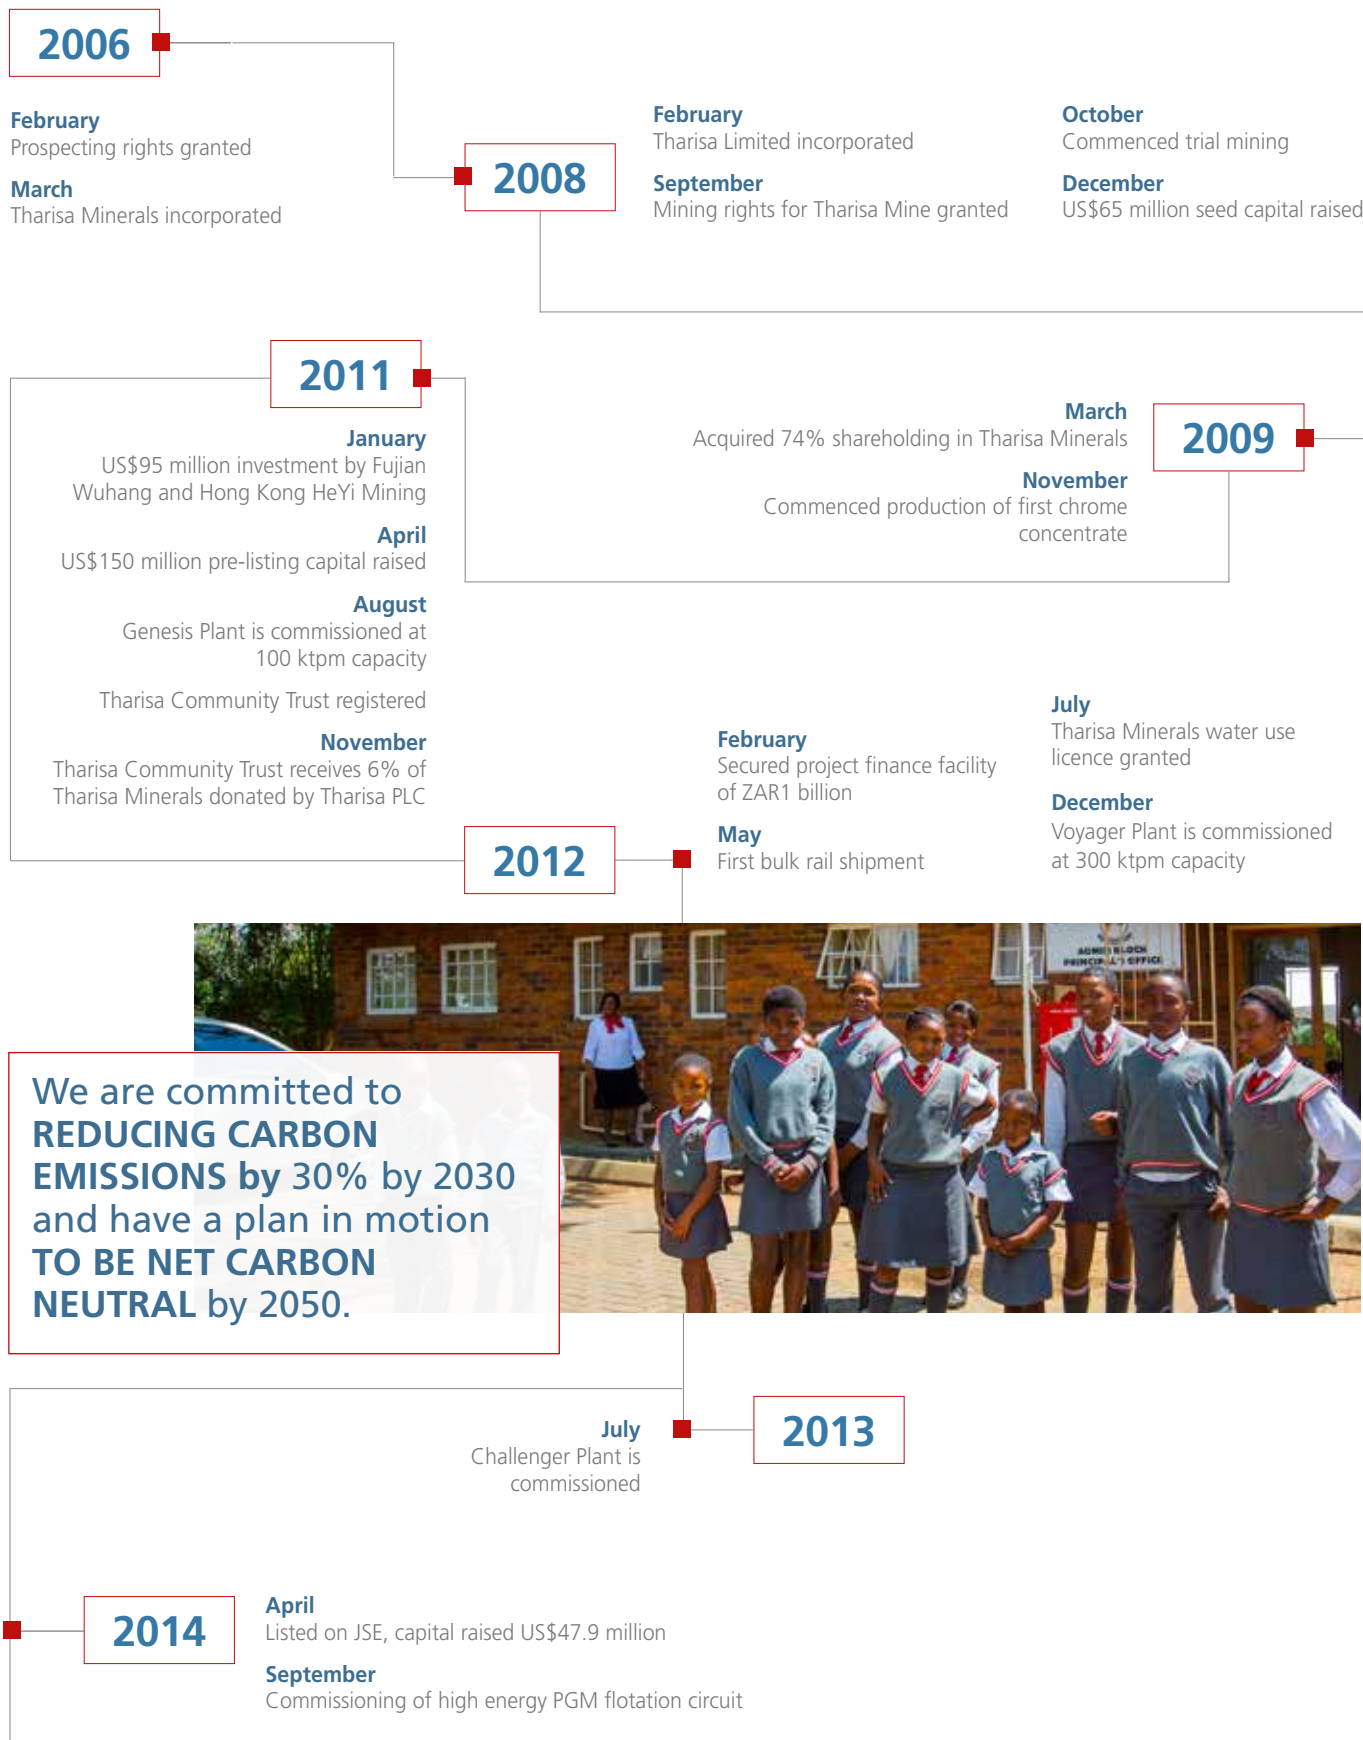 2006
February
Prospecting rights granted
March
Tharisa Minerals incorporated
2008
February
Tharisa Limited incorporated
September
Mining rights for Tharisa Mine granted
October
Commenced trial mining
December
US$65 million seed capital raised
2009
March
Acquired 74% shareholding in Tharisa Minerals
November
Commenced production of first chrome
concentrate
2011
January
US$95 million investment by Fujian
Wuhang and Hong Kong HeYi Mining
April
US$150 million pre-listing capital raised
August
Genesis Plant is commissioned at
100 ktpm capacity
Tharisa Community Trust registered
November
Tharisa Community Trust receives 6% of
Tharisa Minerals donated by Tharisa PLC
2012
February
Secured project finance facility
of ZAR1 billion
May
First bulk rail shipment
July
Tharisa Minerals water use
licence granted
December
Voyager Plant is commissioned
at 300 ktpm capacity
PRINCIPAL'S OFFICE
We are committed to
REDUCING CARBON
EMISSIONS by 30% by 2030
and have a plan in motion
TO BE NET CARBON
NEUTRAL by 2050.
2013
July
Challenger Plant is
commissioned
2014
April
Listed on JSE, capital raised US$47.9 million
September
Commissioning of high energy PGM flotation circuit